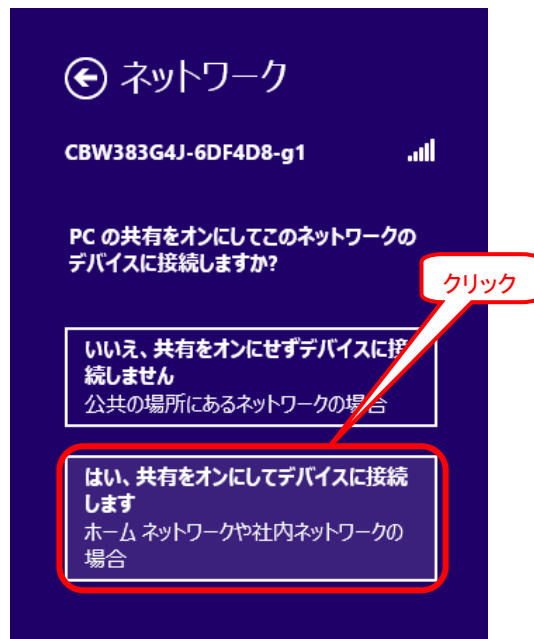 ネットワーク
CBW383G4J-6DF4D8-g1
PC の共有をオンにしてこのネットワークの
デバイスに接続しますか?
クリック
いいえ、共有をオンにせずデバイスに接
続しません
公共の場所にあるネットワークの場合
はい、共有をオンにしてデバイスに接続
します
ホーム ネットワークや社内ネットワークの
場合